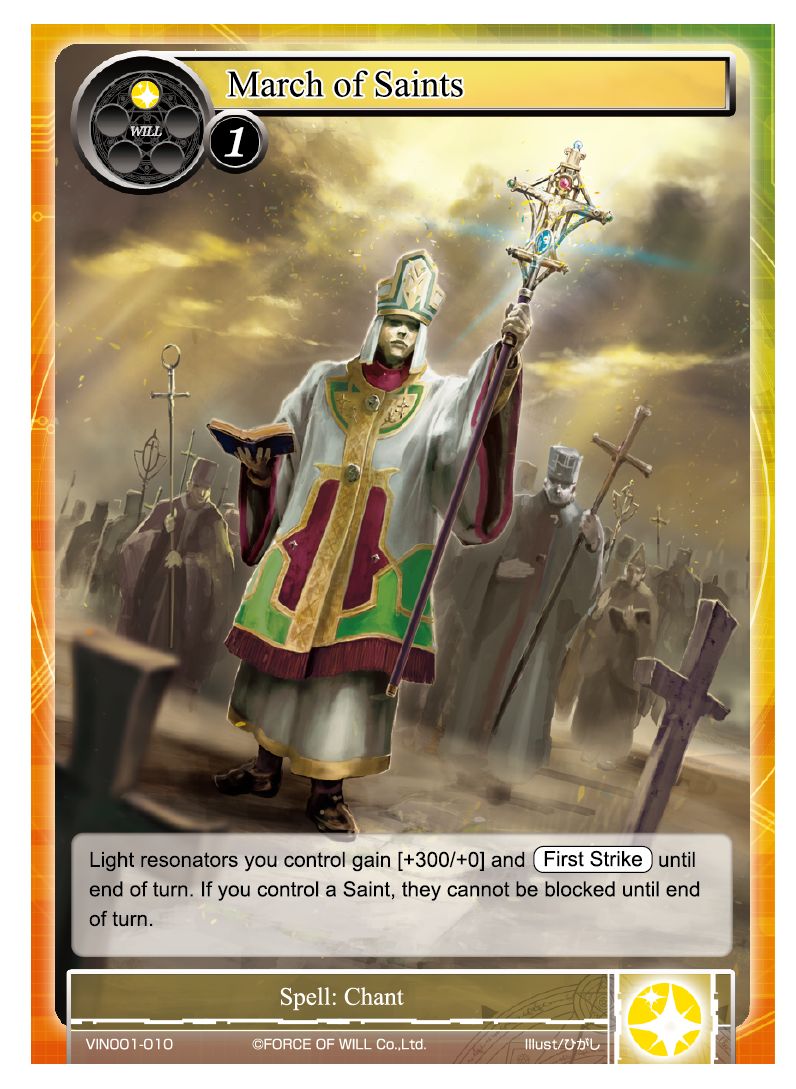 March of Saints
WILL
1
Light resonators you control gain [+300/+0] and First Strike until
end of turn. If you control a Saint, they cannot be blocked until end
of turn.
Spell: Chant
VIN001-010 ©FORCE OF WILL Co.,Ltd. Illust/ひがし